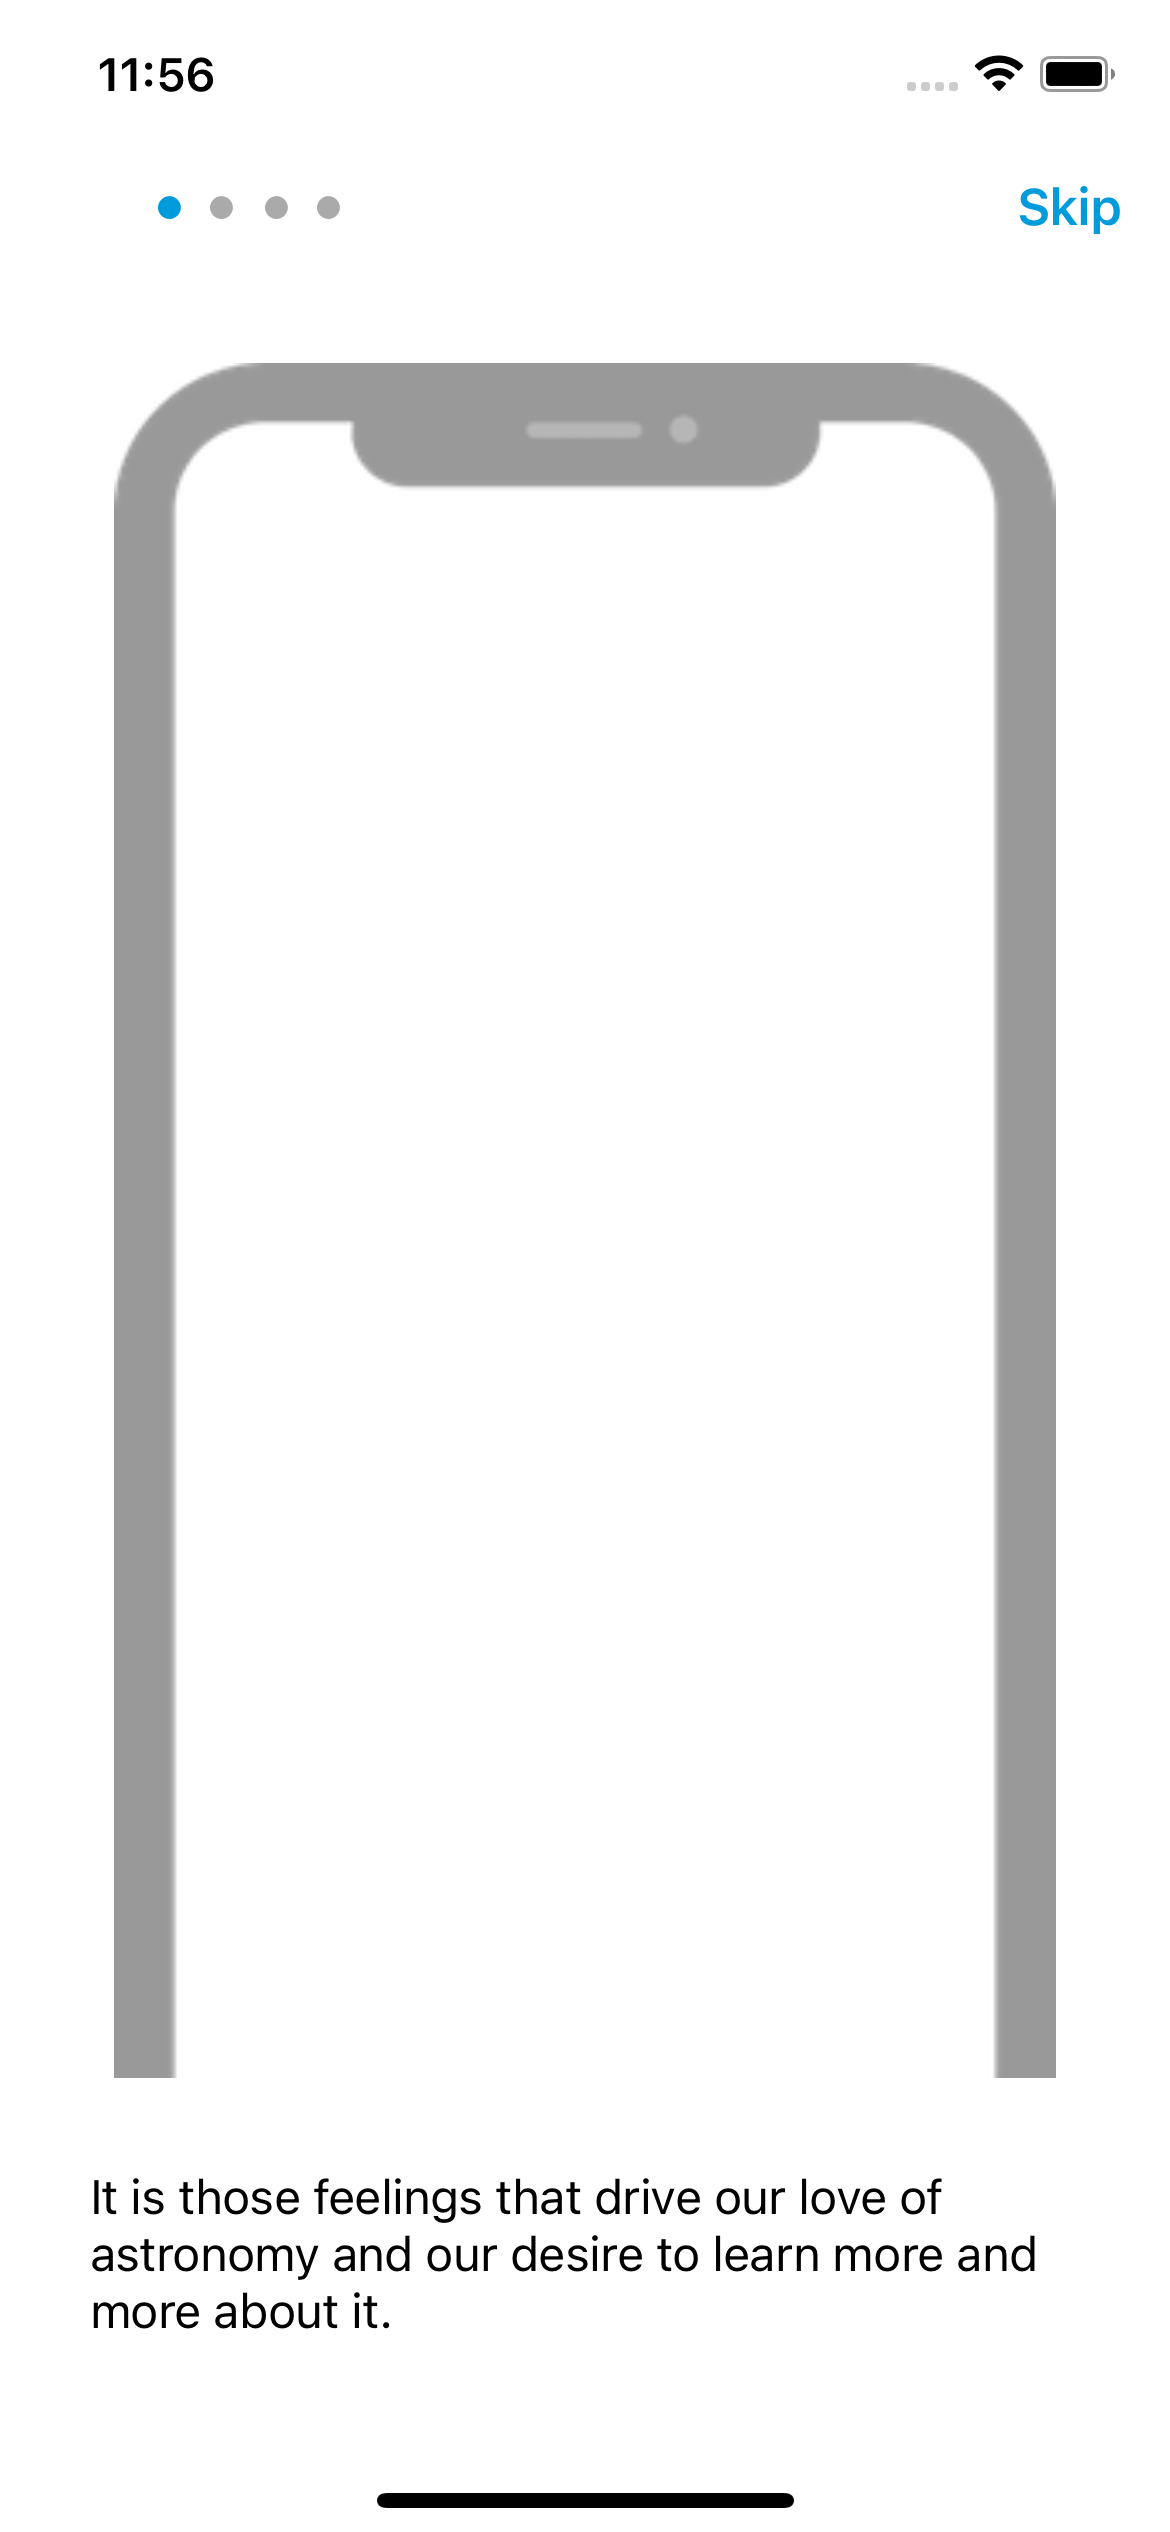 11:56
Skip
It is those feelings that drive our love of
astronomy and our desire to learn more and
more about it.